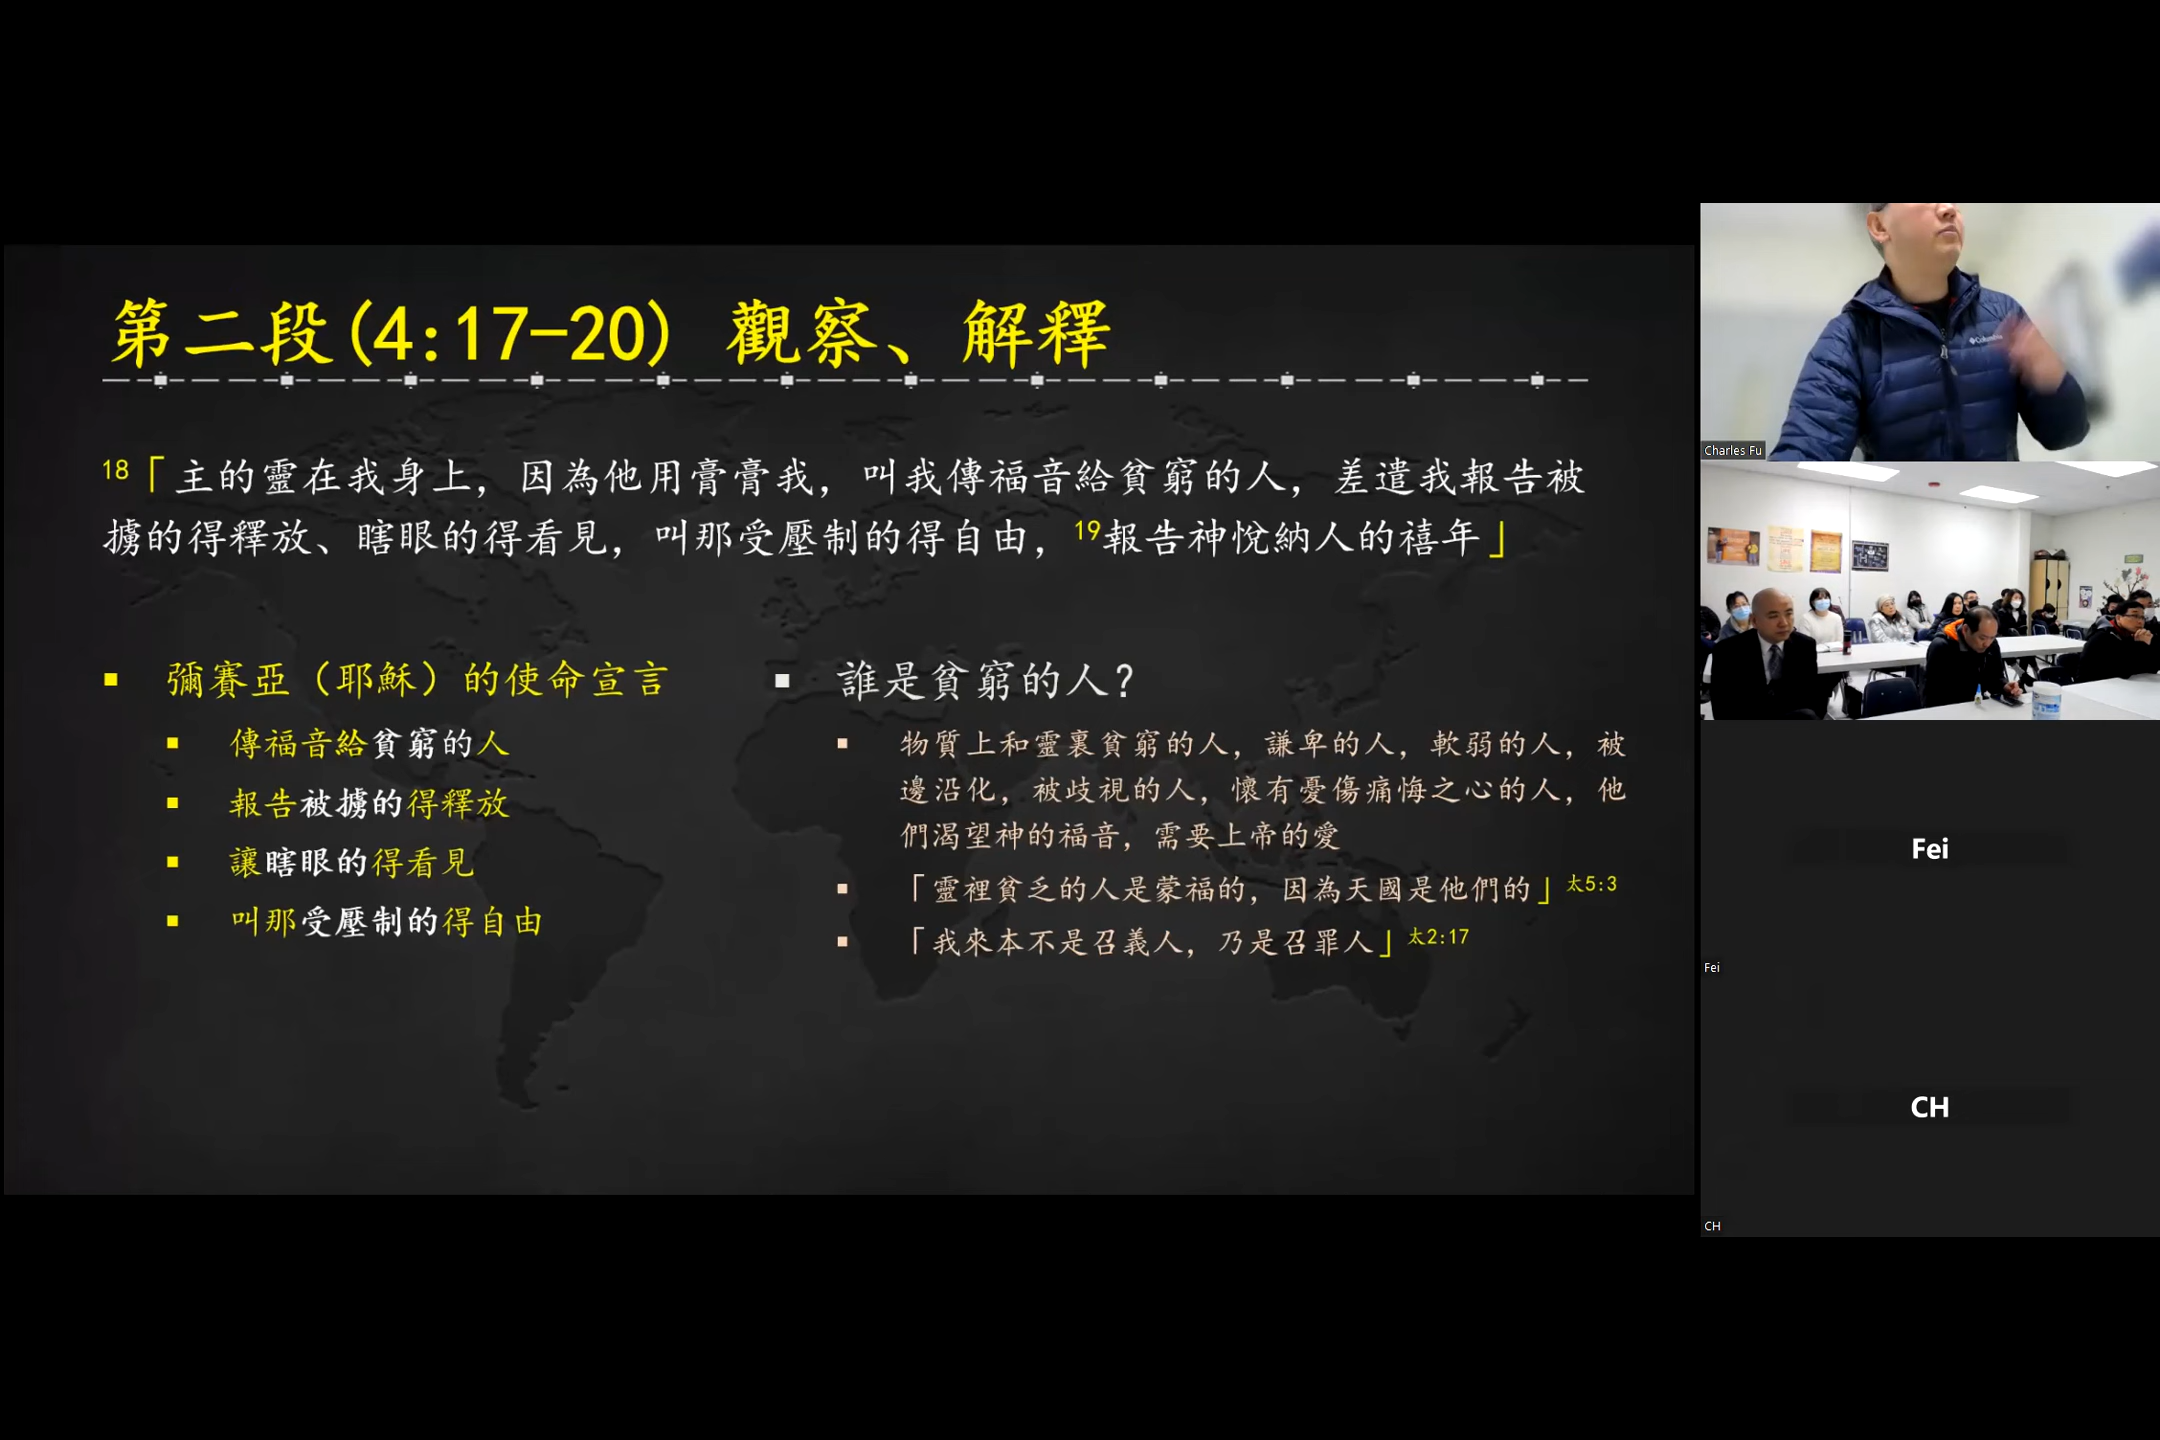 第二段(4:17-20) 觀察、解釋
18「主的靈在我身上，因為他用膏膏我，叫我傳福音給貧窮的人，差遣我報告被
擄的得釋放、瞎眼的得看見，叫那受壓制的得自由，19報告神悅納人的禧年」
▪ 彌賽亞（耶穌）的使命宣言
▪ 傳福音給貧窮的人
▪ 報告被擄的得釋放
▪ 讓瞎眼的得看見
▪ 叫那受壓制的得自由
▪ 誰是貧窮的人？
▪ 物質上和靈裏貧窮的人，謙卑的人，軟弱的人，被
邊沿化，被歧視的人，懷有憂傷痛悔之心的人，他
們渴望神的福音，需要上帝的愛
▪ 「靈裡貧乏的人是蒙福的，因為天國是他們的」太5:3
▪ 「我來本不是召義人，乃是召罪人」太2:17
Columbia
Charles Fu
Fei
Fei
CH
CH